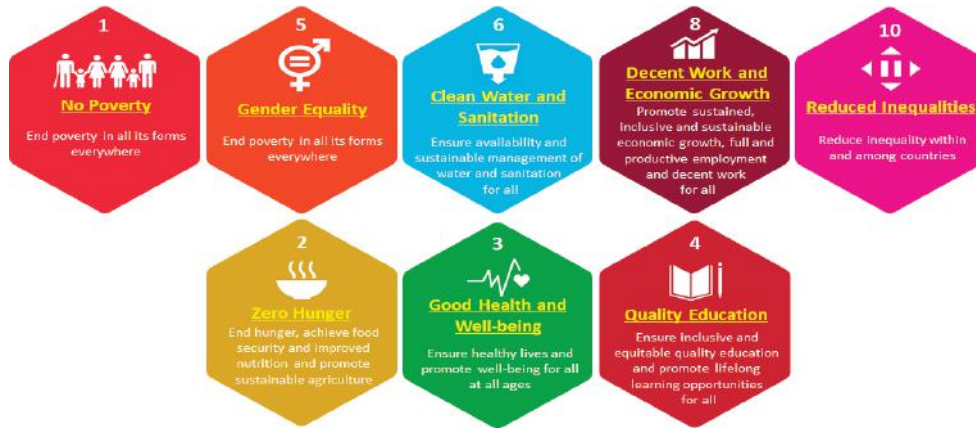 1
No Poverty
End poverty in all its forms
everywhere
5
Gender Equality
End poverty in all its forms
everywhere
6
Clean Water and
Sanitation
Ensure availability and
sustainable management of
water and sanitation
for all
8
Decent Work and
Economic Growth
Promote sustained,
inclusive and sustainable
economic growth, full and
productive employment
and decent work
for all
10
Reduced Inequalities
Reduce inequality within
and among countries
2
Zero Hunger
End hunger, achieve food
security and improved
nutrition and promote
sustainable agriculture
3
Good Health and
Well-being
Ensure healthy lives and
promote well-being for all
at all ages
4
Quality Education
Ensure inclusive and
equitable quality education
and promote lifelong
learning opportunities
for all